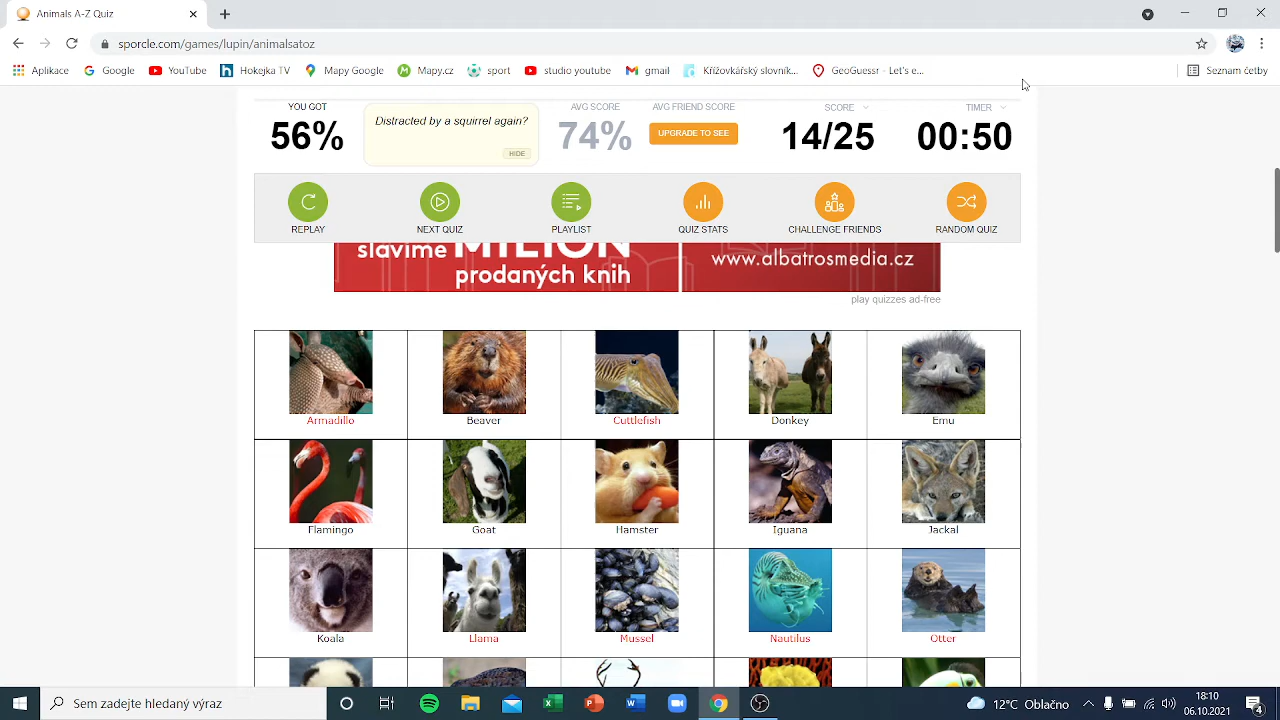 Animals A-Z Quiz
sporcle.com/games/lupin/animalsatoz
Aplikace
Google
YouTube
Hokejka TV
Mapy Google
Mapy.cz
sport
studio youtube
gmail
Křížovkářský slovník...
GeoGuessr - Let's e...
Seznam četby
YOU GOT
56%
Distracted by a squirrel again?
HIDE
AVG SCORE
74%
AVG FRIEND SCORE
UPGRADE TO SEE
SCORE
14/25
TIMER
00:50
REPLAY
NEXT QUIZ
PLAYLIST
QUIZ STATS
CHALLENGE FRIENDS
RANDOM QUIZ
slavíme MILION
prodaných knih
www.albatrosmedia.cz
play quizzes ad-free
Armadillo
Beaver
Cuttlefish
Donkey
Emu
Flamingo
Goat
Hamster
Iguana
Jackal
Koala
Llama
Mussel
Nautilus
Otter
Sem zadejte hledaný výraz
12°C Oblačno
18:10
06.10.2021